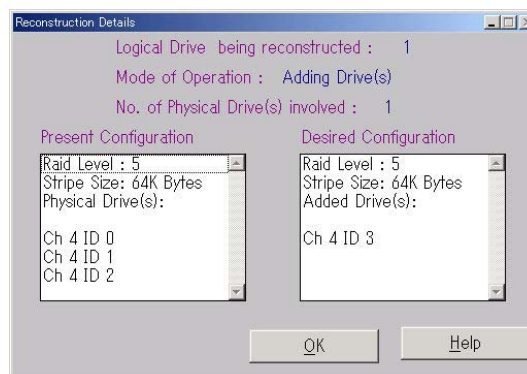 Reconstruction Details
Logical Drive being reconstructed : 1
Mode of Operation : Adding Drive(s)
No. of Physical Drive(s) involved : 1
Present Configuration
Raid Level : 5
Stripe Size: 64K Bytes
Physical Drive(s):
Ch 4 ID 0
Ch 4 ID 1
Ch 4 ID 2
Desired Configuration
Raid Level : 5
Stripe Size: 64K Bytes
Added Drive(s):
Ch 4 ID 3
OK
Help